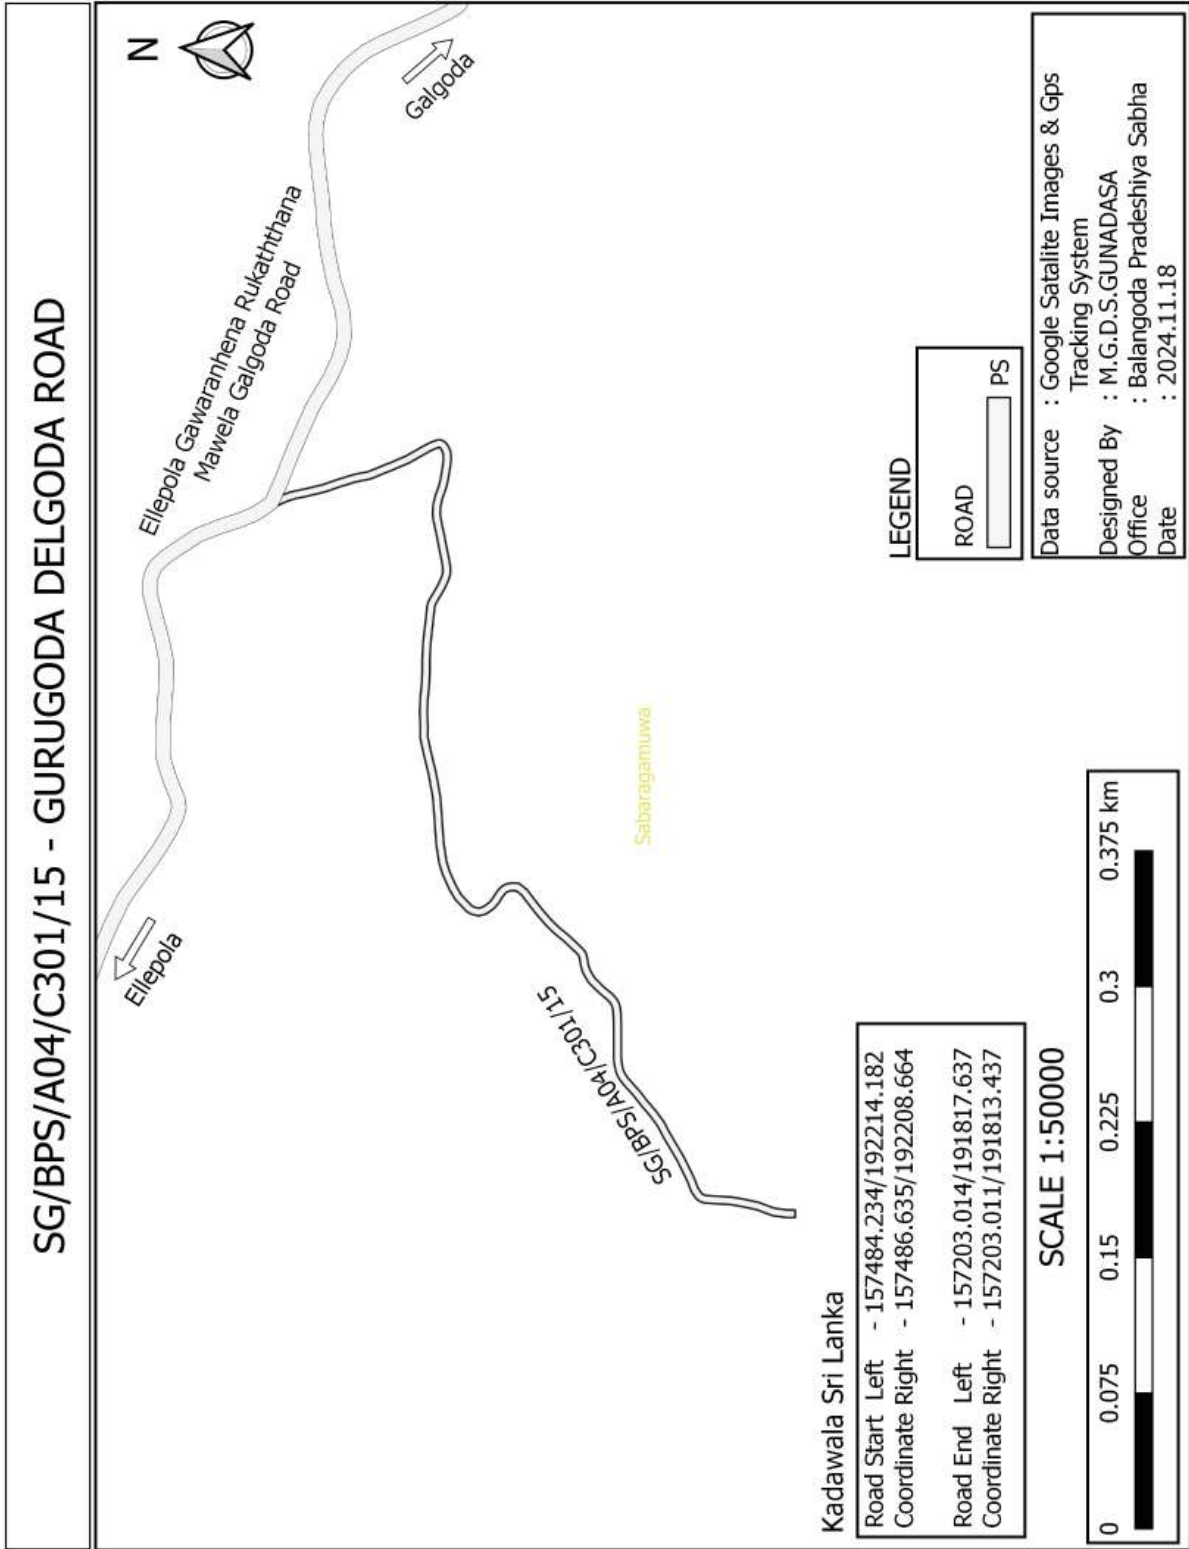 SG/BPS/A04/C301/15 - GURUGODA DELGODA ROAD
N
Ellepola Gawaranhena Rukaththana
Mawela Galgoda Road
Galgoda
Ellepola
SG/BPS/A04/C301/15
Sabaragamuwa
Kadawala Sri Lanka
Road Start Left - 157484.234/192214.182
Coordinate Right - 157486.635/192208.664
Road End Left - 157203.014/191817.637
Coordinate Right - 157203.011/191813.437
SCALE 1:50000
0 0.075 0.15 0.225 0.3 0.375 km
LEGEND
ROAD
PS
Data source : Google Satalite Images & Gps
Tracking System
Designed By : M.G.D.S.GUNADASA
Office : Balangoda Pradeshiya Sabha
Date : 2024.11.18